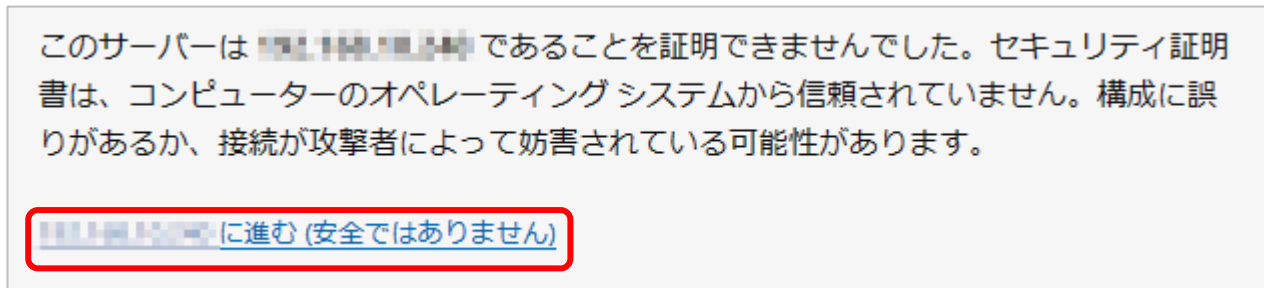 このサーバーは であることを証明できませんでした。セキュリティ証明
書は、コンピューターのオペレーティング システムから信頼されていません。構成に誤
りがあるか、接続が攻撃者によって妨害されている可能性があります。
に進む (安全ではありません)